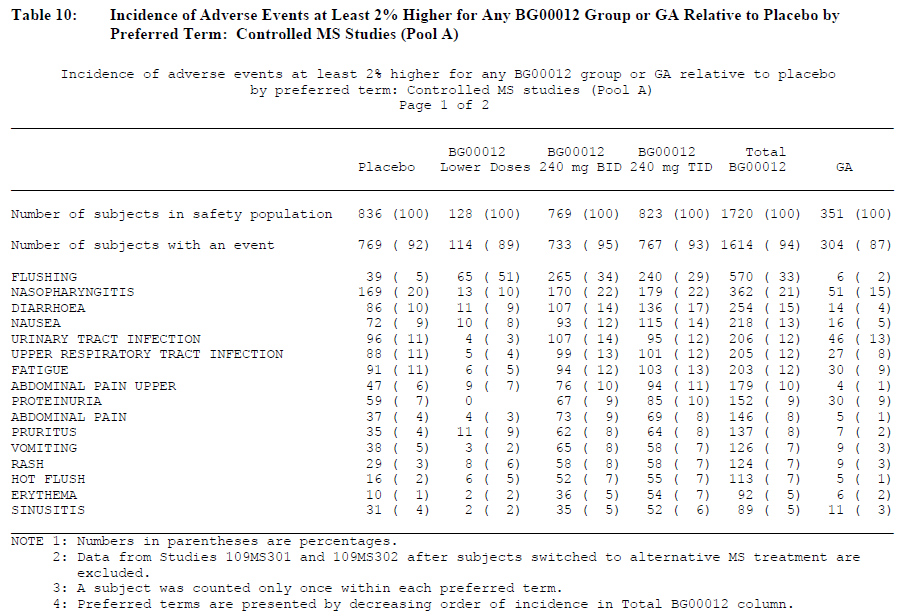 Table 10: Incidence of Adverse Events at Least 2% Higher for Any BG00012 Group or GA Relative to Placebo by
Preferred Term: Controlled MS Studies (Pool A)
Incidence of adverse events at least 2% higher for any BG00012 group or GA relative to placebo
by preferred term: Controlled MS studies (Pool A)
Page 1 of 2
BG00012 BG00012 BG00012 Total
Placebo Lower Doses 240 mg BID 240 mg TID BG00012 GA
Number of subjects in safety population 836 (100) 128 (100) 769 (100) 823 (100) 1720 (100) 351 (100)
Number of subjects with an event 769 ( 92) 114 ( 89) 733 ( 95) 767 ( 93) 1614 ( 94) 304 ( 87)
FLUSHING 39 ( 5) 65 ( 51) 265 ( 34) 240 ( 29) 570 ( 33) 6 ( 2)
NASOPHARYNGITIS 169 ( 20) 13 ( 10) 170 ( 22) 179 ( 22) 362 ( 21) 51 ( 15)
DIARRHOEA 86 ( 10) 11 ( 9) 107 ( 14) 136 ( 17) 254 ( 15) 14 ( 4)
NAUSEA 72 ( 9) 10 ( 8) 93 ( 12) 115 ( 14) 218 ( 13) 16 ( 5)
URINARY TRACT INFECTION 96 ( 11) 4 ( 3) 107 ( 14) 95 ( 12) 206 ( 12) 46 ( 13)
UPPER RESPIRATORY TRACT INFECTION 88 ( 11) 5 ( 4) 99 ( 13) 101 ( 12) 205 ( 12) 27 ( 8)
FATIGUE 91 ( 11) 6 ( 5) 94 ( 12) 103 ( 13) 203 ( 12) 30 ( 9)
ABDOMINAL PAIN UPPER 47 ( 6) 9 ( 7) 76 ( 10) 94 ( 11) 179 ( 10) 4 ( 1)
PROTEINURIA 59 ( 7) 0 67 ( 9) 85 ( 10) 152 ( 9) 30 ( 9)
ABDOMINAL PAIN 37 ( 4) 4 ( 3) 73 ( 9) 69 ( 8) 146 ( 8) 5 ( 1)
PRURITUS 35 ( 4) 11 ( 9) 62 ( 8) 64 ( 8) 137 ( 8) 7 ( 2)
VOMITING 38 ( 5) 3 ( 2) 65 ( 8) 58 ( 7) 126 ( 7) 9 ( 3)
RASH 29 ( 3) 8 ( 6) 58 ( 8) 58 ( 7) 124 ( 7) 9 ( 3)
HOT FLUSH 16 ( 2) 6 ( 5) 52 ( 7) 55 ( 7) 113 ( 7) 5 ( 1)
ERYTHEMA 10 ( 1) 2 ( 2) 36 ( 5) 54 ( 7) 92 ( 5) 6 ( 2)
SINUSITIS 31 ( 4) 2 ( 2) 35 ( 5) 52 ( 6) 89 ( 5) 11 ( 3)
NOTE 1: Numbers in parentheses are percentages.
2: Data from Studies 109MS301 and 109MS302 after subjects switched to alternative MS treatment are
excluded.
3: A subject was counted only once within each preferred term.
4: Preferred terms are presented by decreasing order of incidence in Total BG00012 column.